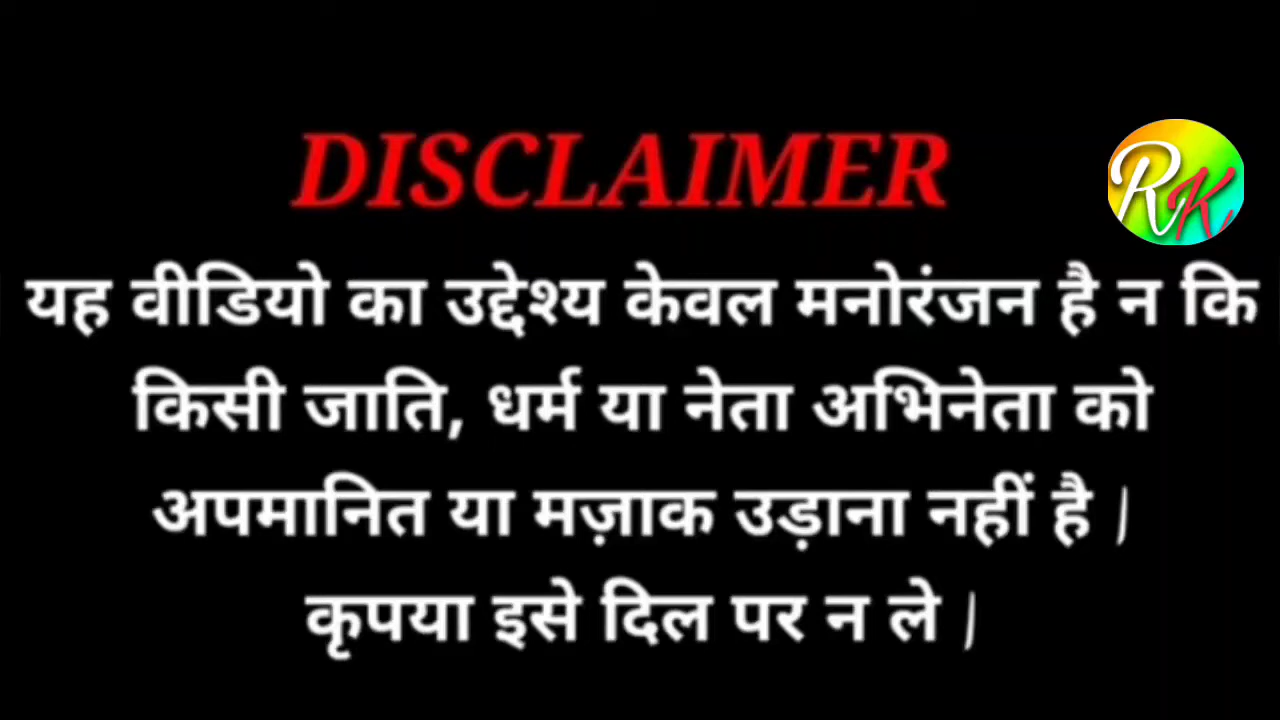 DISCLAIMER
RK
यह वीडियो का उद्देश्य केवल मनोरंजन है न कि
किसी जाति, धर्म या नेता अभिनेता को
अपमानित या मज़ाक उड़ाना नहीं है |
कृपया इसे दिल पर न ले |